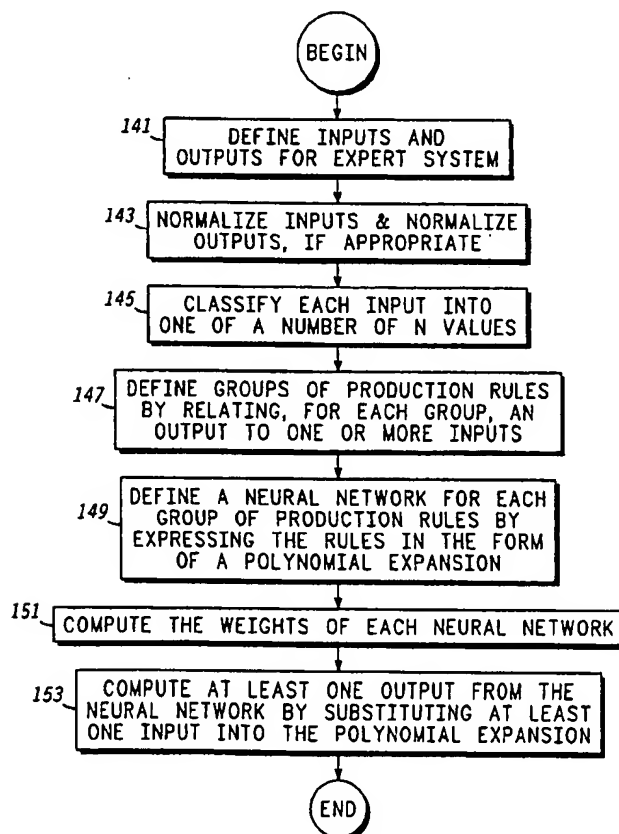 BEGIN
141
DEFINE INPUTS AND
OUTPUTS FOR EXPERT SYSTEM
143
NORMALIZE INPUTS & NORMALIZE
OUTPUTS, IF APPROPRIATE
145
CLASSIFY EACH INPUT INTO
ONE OF A NUMBER OF N VALUES
147
DEFINE GROUPS OF PRODUCTION RULES
BY RELATING, FOR EACH GROUP, AN
OUTPUT TO ONE OR MORE INPUTS
149
DEFINE A NEURAL NETWORK FOR EACH
GROUP OF PRODUCTION RULES BY
EXPRESSING THE RULES IN THE FORM
OF A POLYNOMIAL EXPANSION
151
COMPUTE THE WEIGHTS OF EACH NEURAL NETWORK
153
COMPUTE AT LEAST ONE OUTPUT FROM THE
NEURAL NETWORK BY SUBSTITUTING AT LEAST
ONE INPUT INTO THE POLYNOMIAL EXPANSION
END